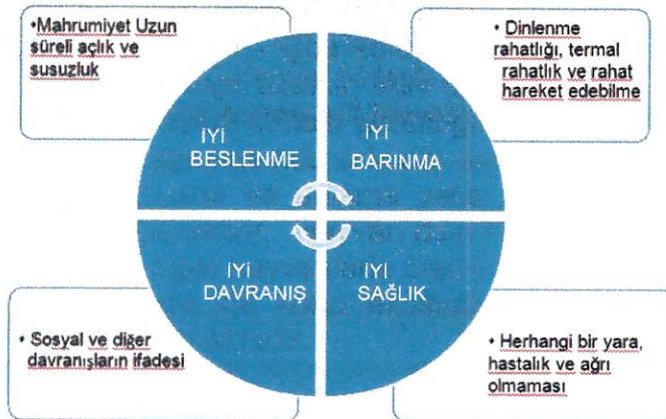 •Mahrumiyet Uzun
süreli açlık ve
susuzluk
• Dinlenme
rahatlığı, termal
rahatlık ve rahat
hareket edebilme
İYİ
BESLENME
İYİ
BARINMA
İYİ
DAVRANIŞ
İYİ
SAĞLIK
• Sosyal ve diğer
davranışların ifadesi
• Herhangi bir yara,
hastalık ve ağrı
olmaması